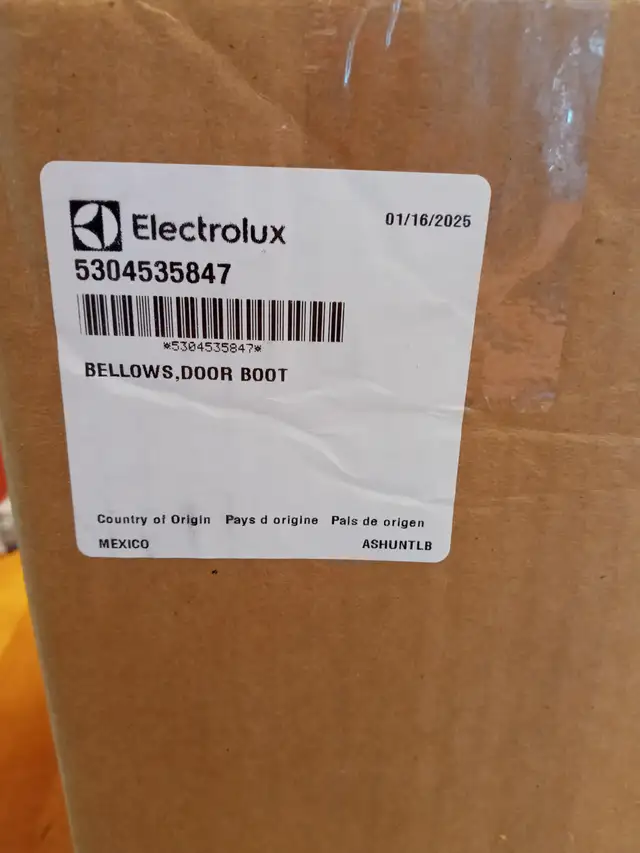 Electrolux
01/16/2025
5304535847
*5304535847*
BELLOWS,DOOR BOOT
Country of Origin Pays d origine Pais de origen
MEXICO ASHUNTLB